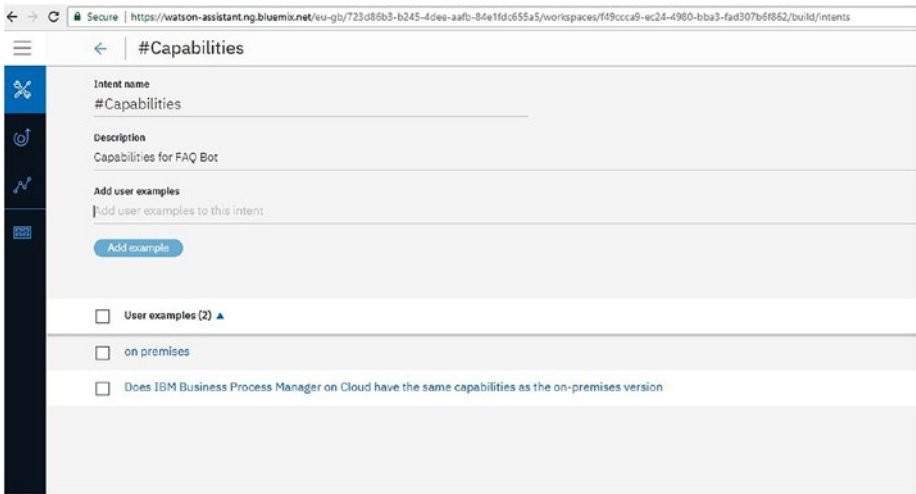 Secure | https://watson-assistant.ng.bluemix.net/eu-gb/723d86b3-b245-4dee-aafb-84e1fdc655a5/workspaces/f49ccca9-ec24-4980-bba3-fad307b6f862/build/intents
#Capabilities
Intent name
#Capabilities
Description
Capabilities for FAQ Bot
Add user examples
Add user examples to this intent
Add example
User examples (2) ▲
on premises
Does IBM Business Process Manager on Cloud have the same capabilities as the on-premises version